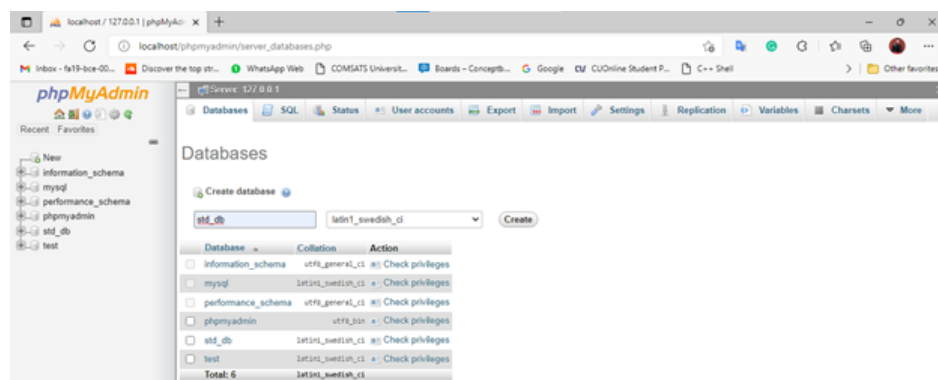 localhost / 127.0.0.1 | phpMyAd
localhost/phpmyadmin/server_databases.php
Inbox - fa19-bce-00... Discover the top str... WhatsApp Web COMSATS Universit... Boards - Conceptb... Google CU CUOnline Student P... C++ Shell Other favorites
phpMyAdmin
Recent Favorites
New
information_schema
mysql
performance_schema
phpmyadmin
std_db
test
Server: 127.0.0.1
Databases SQL Status User accounts Export Import Settings Replication Variables Charsets More
Databases
Create database
std_db latin1_swedish_ci Create
Database Collation Action
information_schema utf8_general_ci Check privileges
mysql latin1_swedish_ci Check privileges
performance_schema utf8_general_ci Check privileges
phpmyadmin utf8_bin Check privileges
std_db latin1_swedish_ci Check privileges
test latin1_swedish_ci Check privileges
Total: 6 latin1_swedish_ci